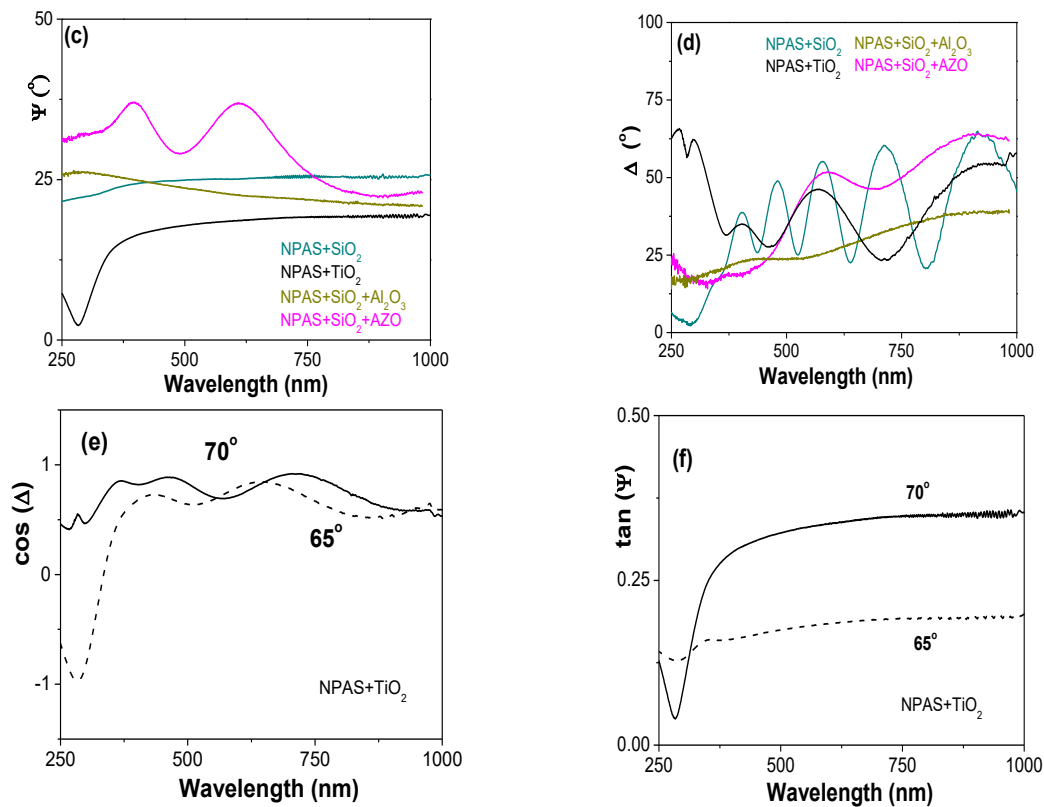 (c)
50
25
0
Ψ (°)
NPAS+SiO₂
NPAS+TiO₂
NPAS+SiO₂+Al₂O₃
NPAS+SiO₂+AZO
250 500 750 1000
Wavelength (nm)
(d)
100
75
50
25
0
Δ (°)
NPAS+SiO₂ NPAS+SiO₂+Al₂O₃
NPAS+TiO₂ NPAS+SiO₂+AZO
250 500 750 1000
Wavelength (nm)
(e)
1
0
-1
cos (Δ)
70°
65°
NPAS+TiO₂
250 500 750 1000
Wavelength (nm)
(f)
0.50
0.25
0.00
tan (Ψ)
70°
65°
NPAS+TiO₂
250 500 750 1000
Wavelength (nm)